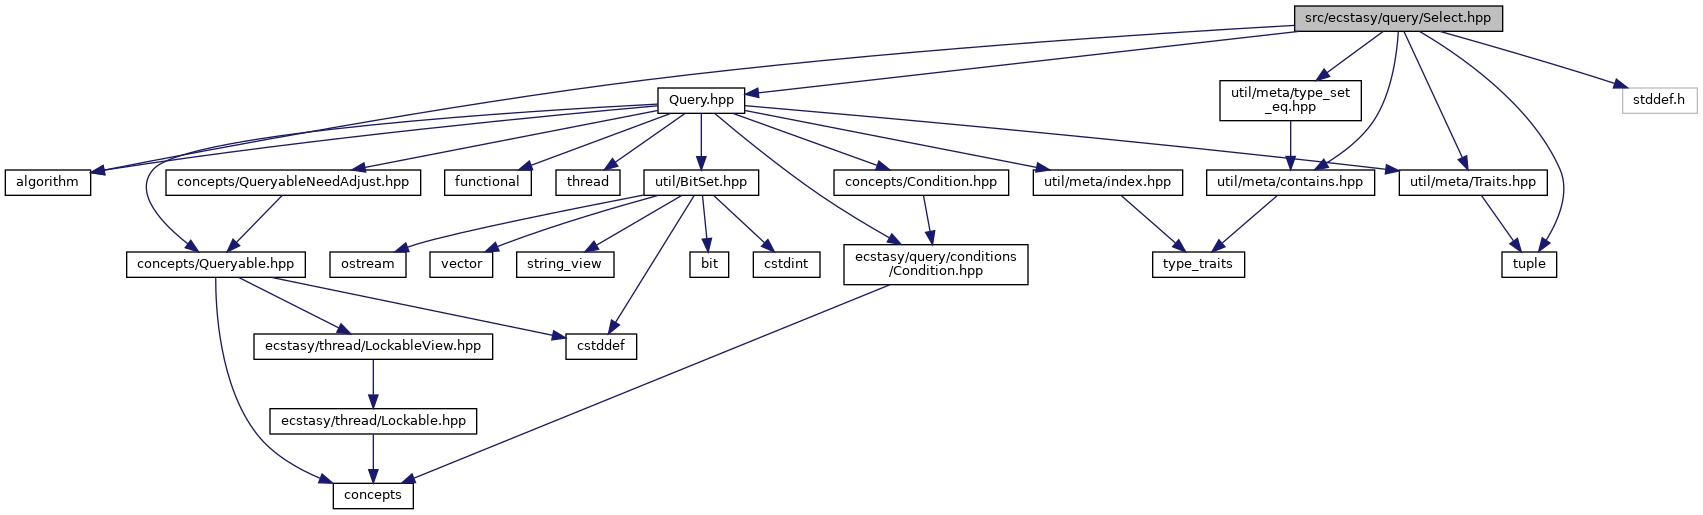 src/ecstasy/query/Select.hpp
Query.hpp
util/meta/type_set
_eq.hpp
stddef.h
algorithm
concepts/QueryableNeedAdjust.hpp
functional
thread
util/BitSet.hpp
concepts/Condition.hpp
util/meta/index.hpp
util/meta/contains.hpp
util/meta/Traits.hpp
concepts/Queryable.hpp
ostream
vector
string_view
bit
cstdint
ecstasy/query/conditions
/Condition.hpp
type_traits
tuple
ecstasy/thread/LockableView.hpp
cstddef
ecstasy/thread/Lockable.hpp
concepts